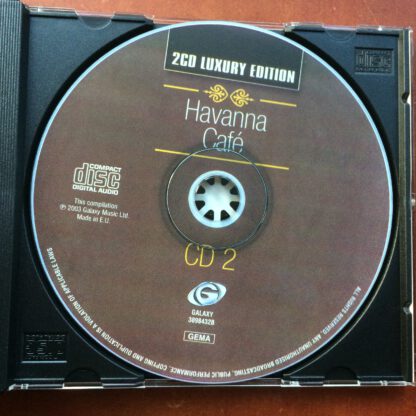 2CD LUXURY EDITION
Havanna
Café
COMPACT
disc
DIGITAL AUDIO
This compilation
℗ 2003 Galaxy Music Ltd.
Made in E.U.
CD 2
G
GALAXY
3898432B
GEMA
ALL RIGHTS RESERVED. ANY UNAUTHORISED BROADCASTING, PUBLIC PERFORMANCE, COPYING AND DUPLICATION IS A VIOLATION OF APPLICABLE LAWS